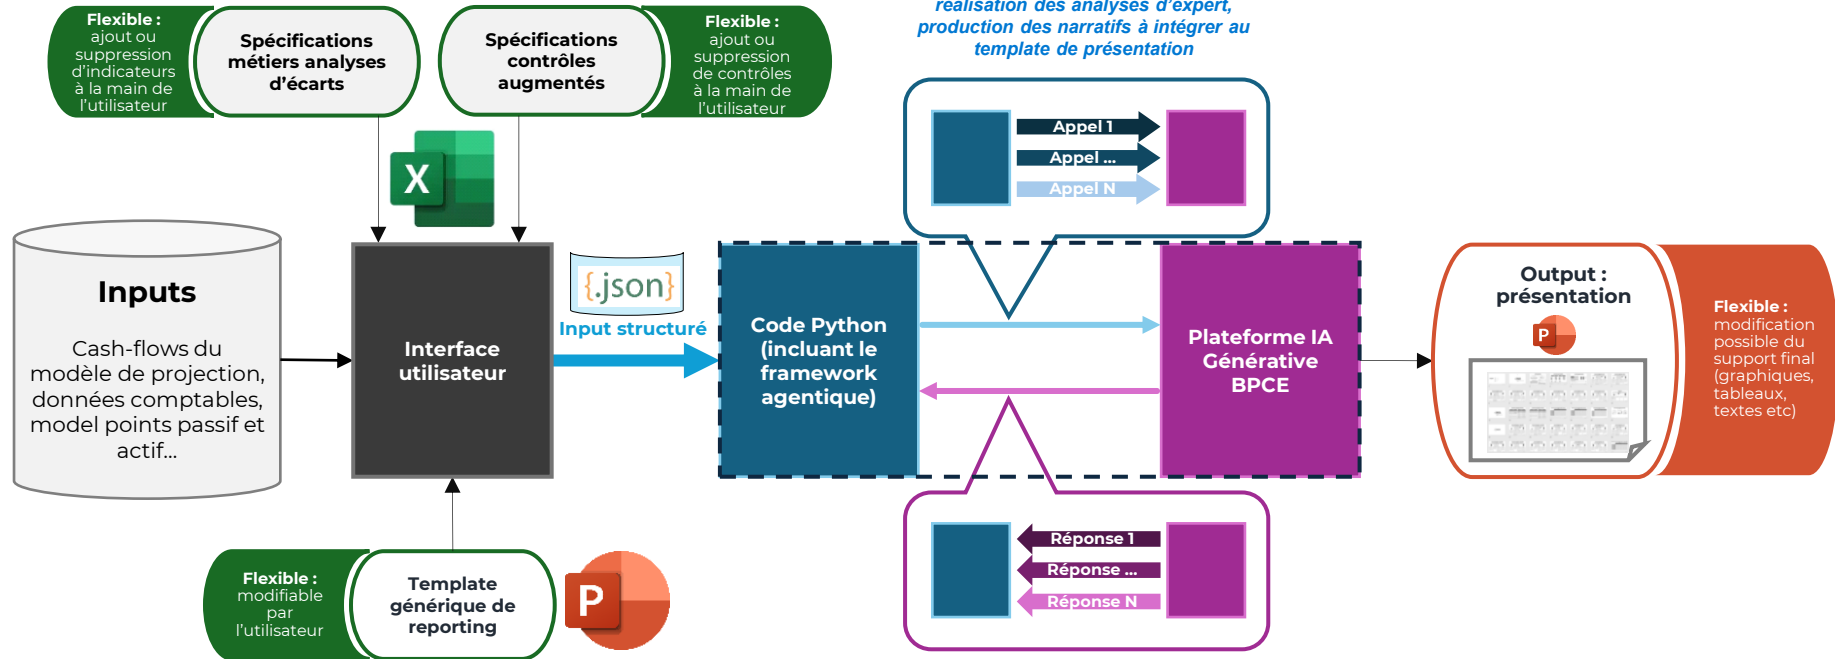 Flexible :
ajout ou
suppression
d'indicateurs
à la main de
l'utilisateur
Spécifications
métiers analyses
d'écarts
Spécifications
contrôles
augmentés
Flexible :
ajout ou
suppression
de contrôles
à la main de
l'utilisateur
réalisation des analyses d'expert,
production des narratifs à intégrer au
template de présentation
Appel 1
Appel ...
Appel N
X
Inputs
Cash-flows du
modèle de projection,
données comptables,
model points passif et
actif...
Interface
utilisateur
{.json}
Input structuré
Code Python
(incluant le
framework
agentique)
Plateforme IA
Générative
BPCE
Output :
présentation
P
Flexible :
modification
possible du
support final
(graphiques,
tableaux,
textes etc)
Réponse 1
Réponse ...
Réponse N
Flexible :
modifiable
par
l'utilisateur
Template
générique de
reporting
P